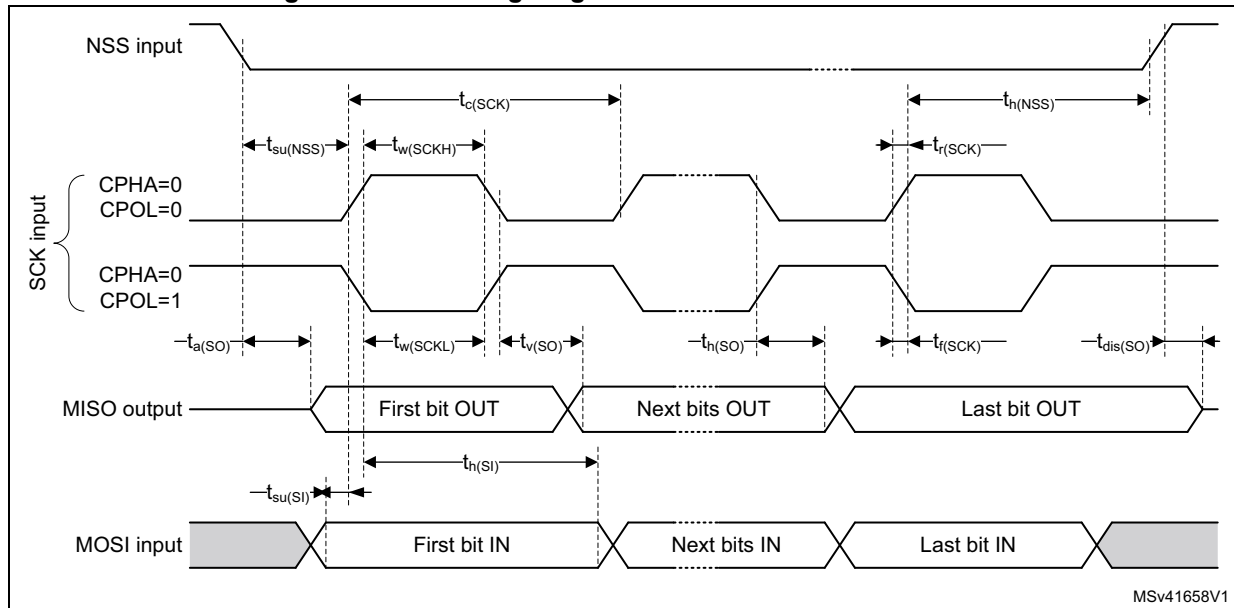 NSS input
tc(SCK)
th(NSS)
tsu(NSS)
tw(SCKH)
tr(SCK)
SCK input
CPHA=0
CPOL=0
CPHA=0
CPOL=1
ta(SO)
tw(SCKL)
tv(SO)
th(SO)
tf(SCK)
tdis(SO)
MISO output
First bit OUT
Next bits OUT
Last bit OUT
th(SI)
tsu(SI)
MOSI input
First bit IN
Next bits IN
Last bit IN
MSv41658V1